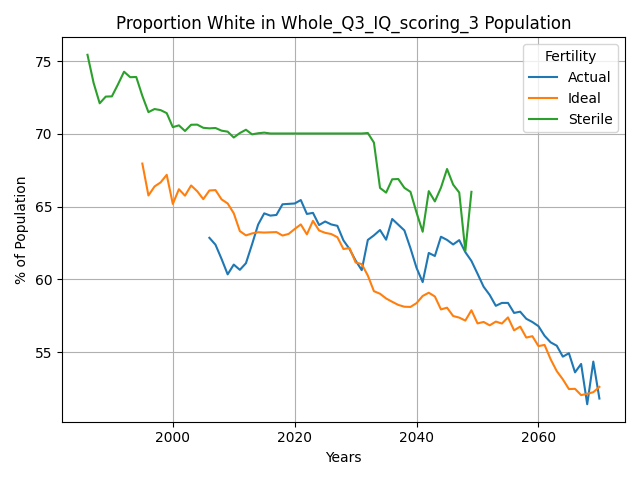 Proportion White in Whole_Q3_IQ_scoring_3 Population
Fertility
Actual
Ideal
Sterile
% of Population
75
70
65
60
55
2000
2020
2040
2060
Years